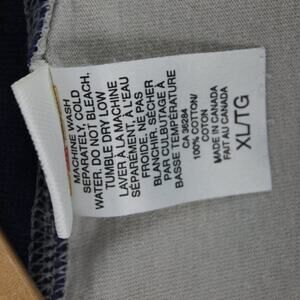 MACHINE WASH
SEPARATELY, COLD
WATER, DO NOT BLEACH.
TUMBLE DRY LOW
LAVER À LA MACHINE
SÉPARÉMENT, À L'EAU
FROIDE, NE PAS
BLANCHIR. SÉCHER
PAR CULBUTAGE À
BASSE TEMPÉRATURE
CA 36284
100% COTTON/
COTON
MADE IN CANADA
FAIT AU CANADA
XL/TG